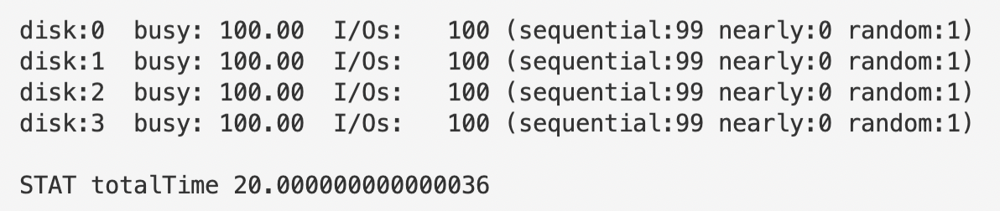 disk:0  busy: 100.00  I/Os:   100 (sequential:99 nearly:0 random:1)
disk:1  busy: 100.00  I/Os:   100 (sequential:99 nearly:0 random:1)
disk:2  busy: 100.00  I/Os:   100 (sequential:99 nearly:0 random:1)
disk:3  busy: 100.00  I/Os:   100 (sequential:99 nearly:0 random:1)
STAT totalTime 20.000000000000036